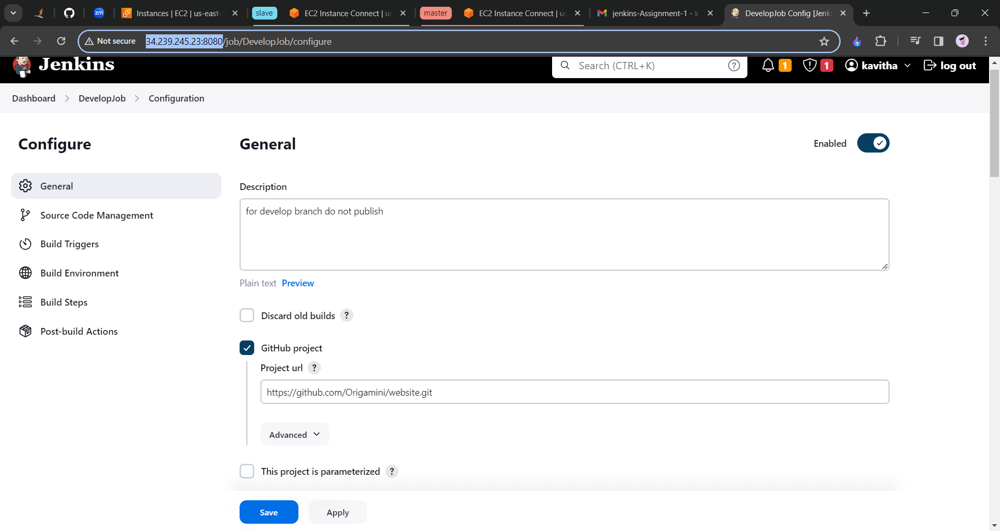 zm
Instances | EC2 | us-east-
slave
EC2 Instance Connect | us
master
EC2 Instance Connect | us
jenkins-Assignment-1 - k
DevelopJob Config [Jenki
Not secure 34.239.245.23:8080/job/DevelopJob/configure
Jenkins
Search (CTRL+K)
?
1
1
kavitha
log out
Dashboard > DevelopJob > Configuration
Configure
General
Source Code Management
Build Triggers
Build Environment
Build Steps
Post-build Actions
General
Enabled
Description
for develop branch do not publish
Plain text Preview
Discard old builds ?
GitHub project
Project url ?
https://github.com/Origamini/website.git
Advanced
This project is parameterized ?
Save Apply